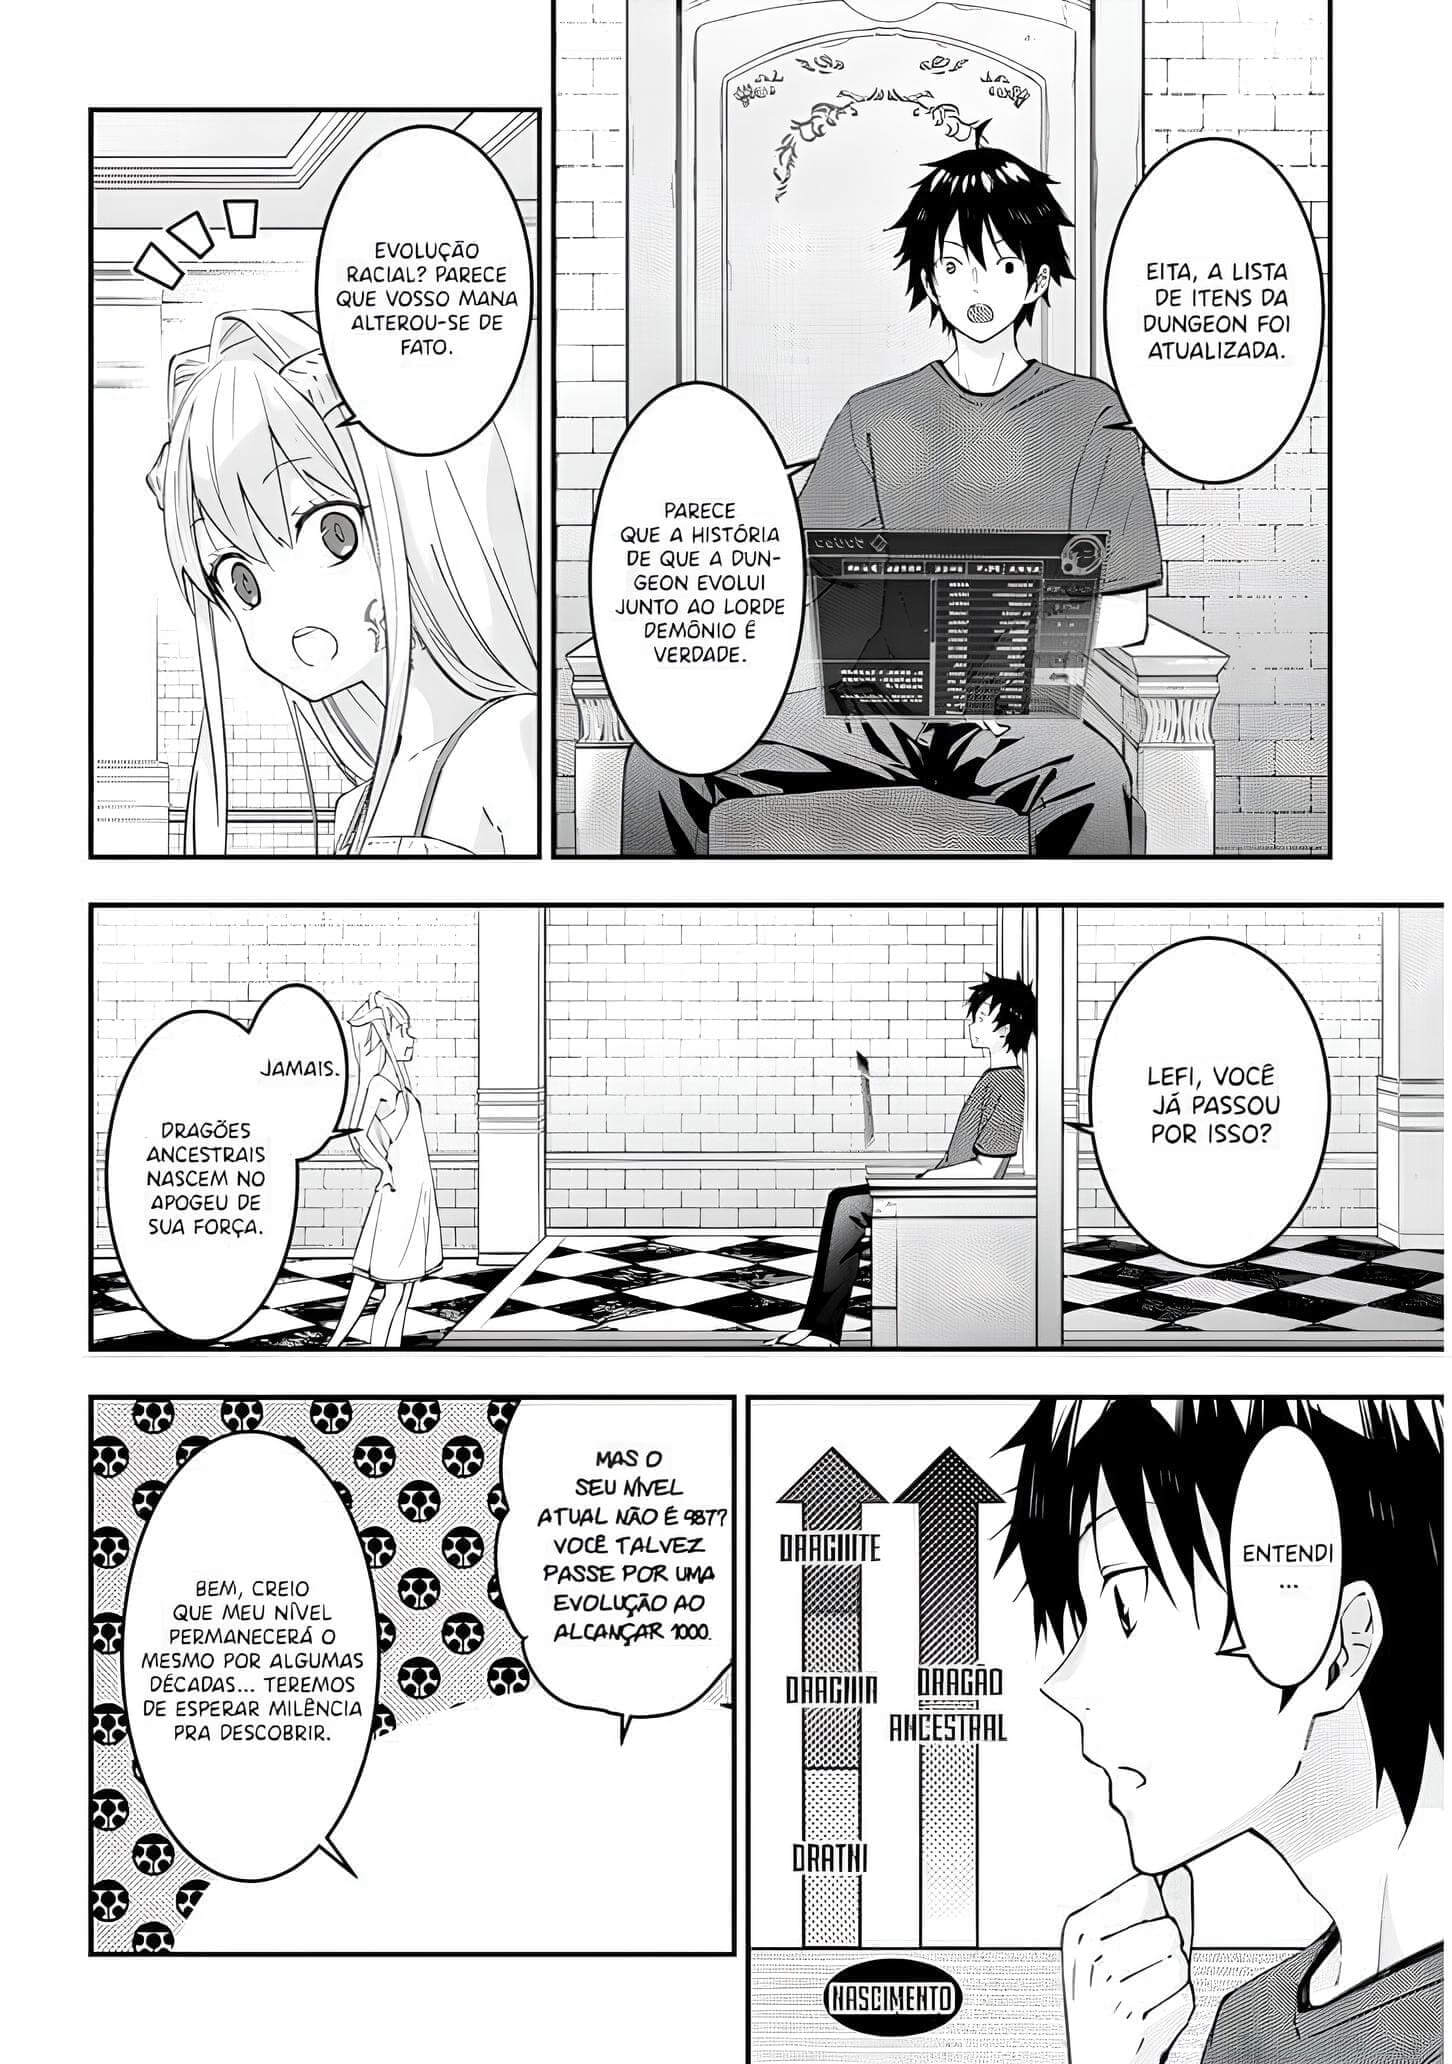 EITA, A LISTA
DE ITENS DA
DUNGEON FOI
ATUALIZADA.
PARECE
QUE A HISTÓRIA
DE QUE A DUN-
GEON EVOLUI
JUNTO AO LORDE
DEMÔNIO É
VERDADE.
EVOLUÇÃO
RACIAL? PARECE
QUE VOSSO MANA
ALTEROU-SE DE
FATO.
LEFI, VOCÊ
JÁ PASSOU
POR ISSO?
JAMAIS.
DRAGÕES
ANCESTRAIS
NASCEM NO
APOGEU DE
SUA FORÇA.
ENTENDI
...
DRAGIITE
DRAGIIIR
DRATNI
DRAGÃO
ANCESTRAL
NASCIMENTO
MAS O
SEU NÍVEL
ATUAL NÃO É 987?
VOCÊ TALVEZ
PASSE POR UMA
EVOLUÇÃO AO
ALCANÇAR 1000.
BEM, CREIO
QUE MEU NÍVEL
PERMANECERÁ O
MESMO POR ALGUMAS
DÉCADAS... TEREMOS
DE ESPERAR MILÊNCIA
PRA DESCOBRIR.